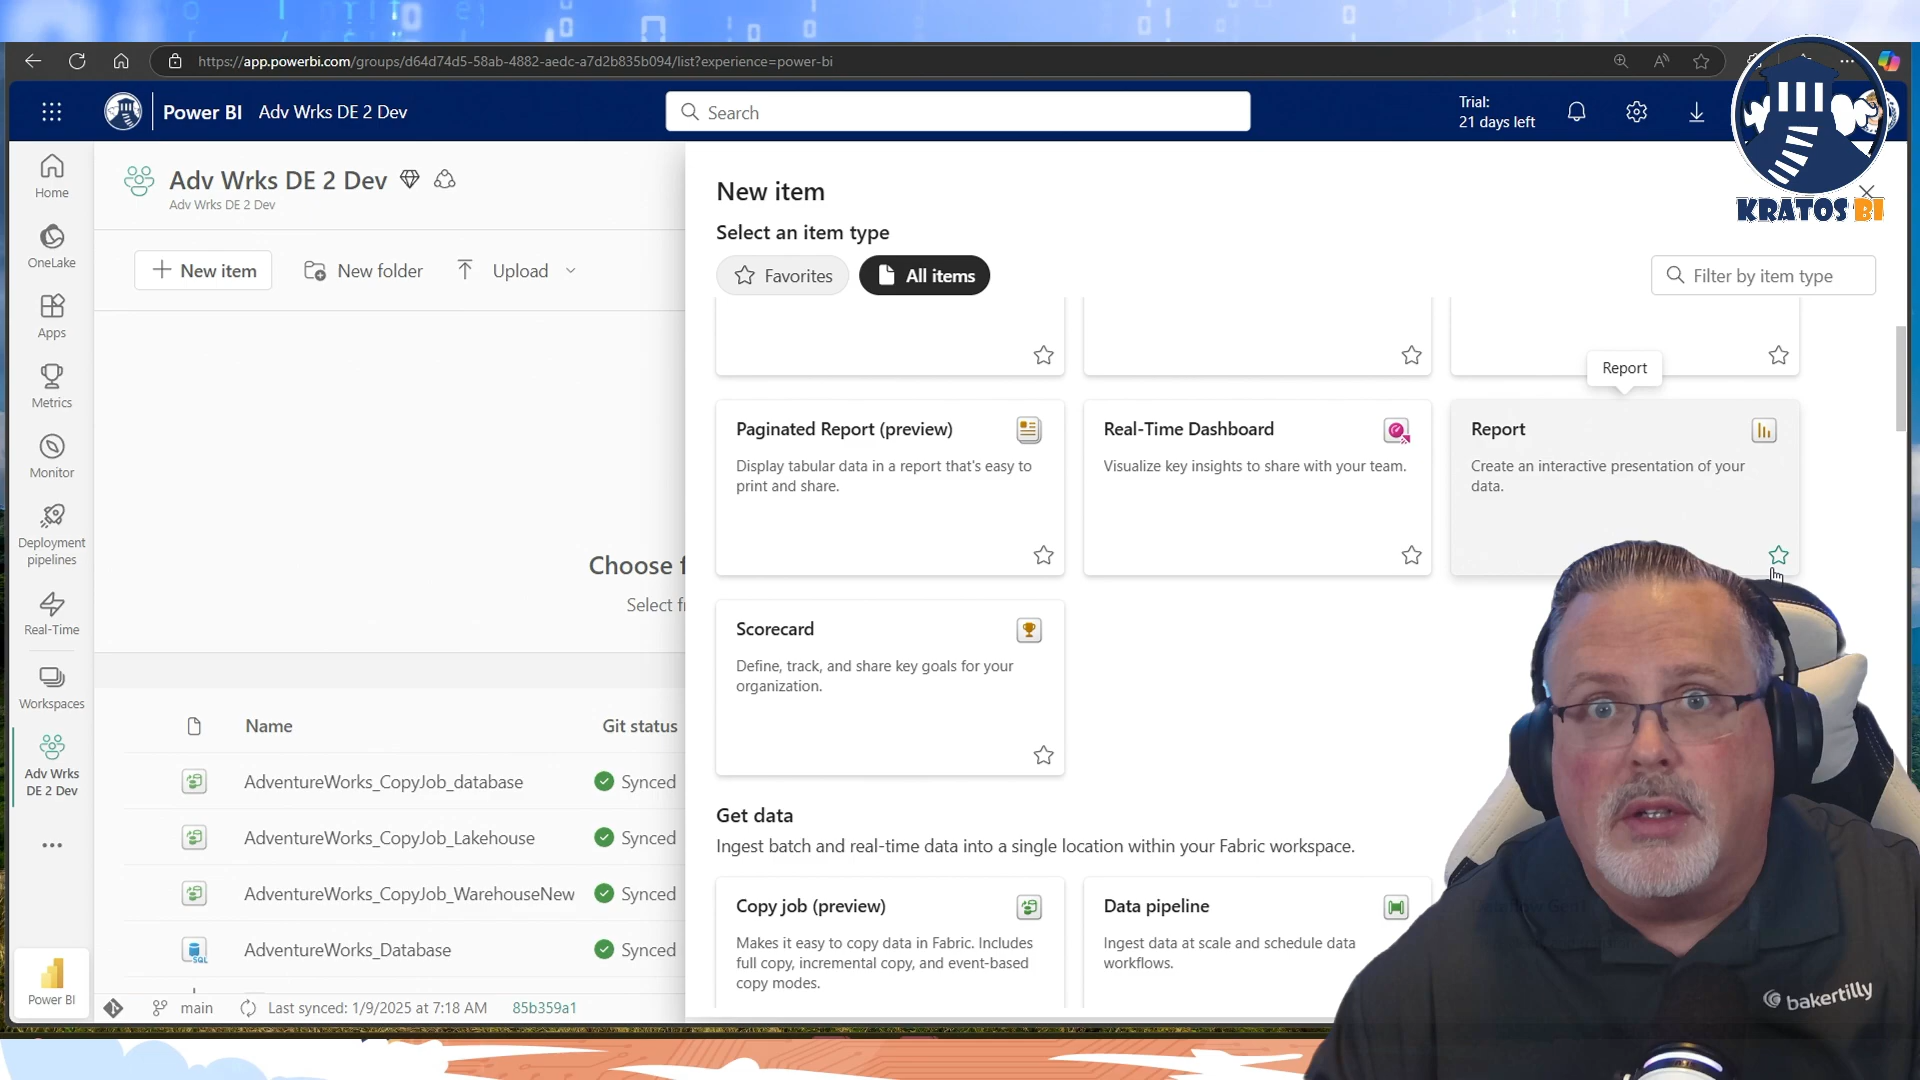 https://app.powerbi.com/groups/d64d74d5-58ab-4882-aedc-a7d2b835b094/list?experience=power-bi
Power BI
Adv Wrks DE 2 Dev
Search
Trial:
21 days left
KRATOS BI
Home
OneLake
Apps
Metrics
Monitor
Deployment
pipelines
Real-Time
Workspaces
Adv Wrks
DE 2 Dev
Power BI
Adv Wrks DE 2 Dev
Adv Wrks DE 2 Dev
New item
New folder
Upload
Choose f
Select fr
Name
Git status
AdventureWorks_CopyJob_database
Synced
AdventureWorks_CopyJob_Lakehouse
Synced
AdventureWorks_CopyJob_WarehouseNew
Synced
SQL
AdventureWorks_Database
Synced
main
Last synced: 1/9/2025 at 7:18 AM
85b359a1
New item
Select an item type
Favorites
All items
Filter by item type
Report
Paginated Report (preview)
Display tabular data in a report that's easy to
print and share.
Real-Time Dashboard
Visualize key insights to share with your team.
Report
Create an interactive presentation of your
data.
Scorecard
Define, track, and share key goals for your
organization.
Get data
Ingest batch and real-time data into a single location within your Fabric workspace.
Copy job (preview)
Makes it easy to copy data in Fabric. Includes
full copy, incremental copy, and event-based
copy modes.
Data pipeline
Ingest data at scale and schedule data
workflows.
bakertilly